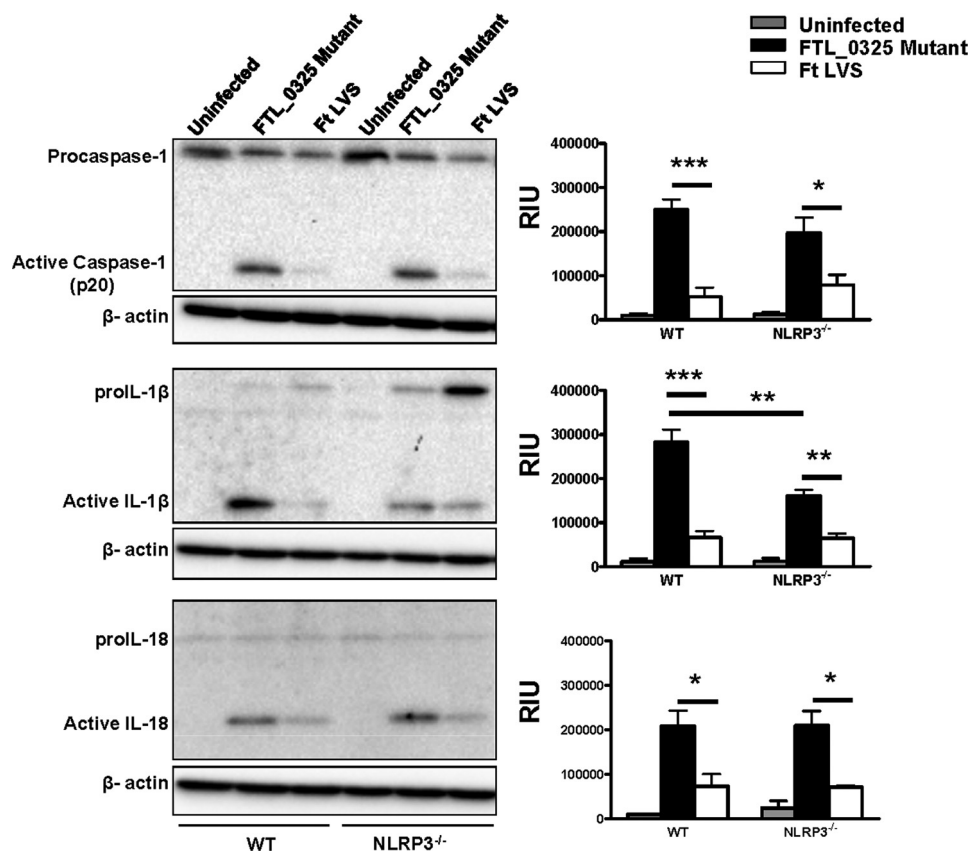 Uninfected
FTL_0325 Mutant
Ft LVS
Uninfected
FTL_0325 Mutant
Ft LVS
Uninfected
FTL_0325 Mutant
Ft LVS
Procaspase-1
Active Caspase-1
(p20)
β- actin
400000
300000
200000
100000
0
RIU
***
*
WT
NLRP3-/-
proIL-1β
Active IL-1β
β- actin
400000
300000
200000
100000
0
RIU
***
**
**
WT
NLRP3-/-
proIL-18
Active IL-18
β- actin
400000
300000
200000
100000
0
RIU
*
*
WT
NLRP3-/-
WT
NLRP3-/-